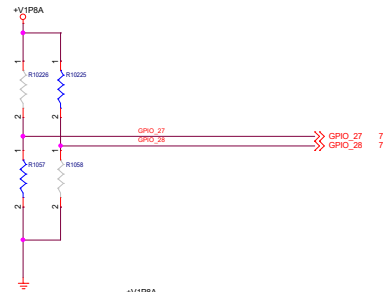 +V1P8A
1 1
R10226 R10225
2 2
GPIO_27 GPIO_27 7
GPIO_28 GPIO_28 7
1 1
R1057 R1058
2 2
+V1P8A